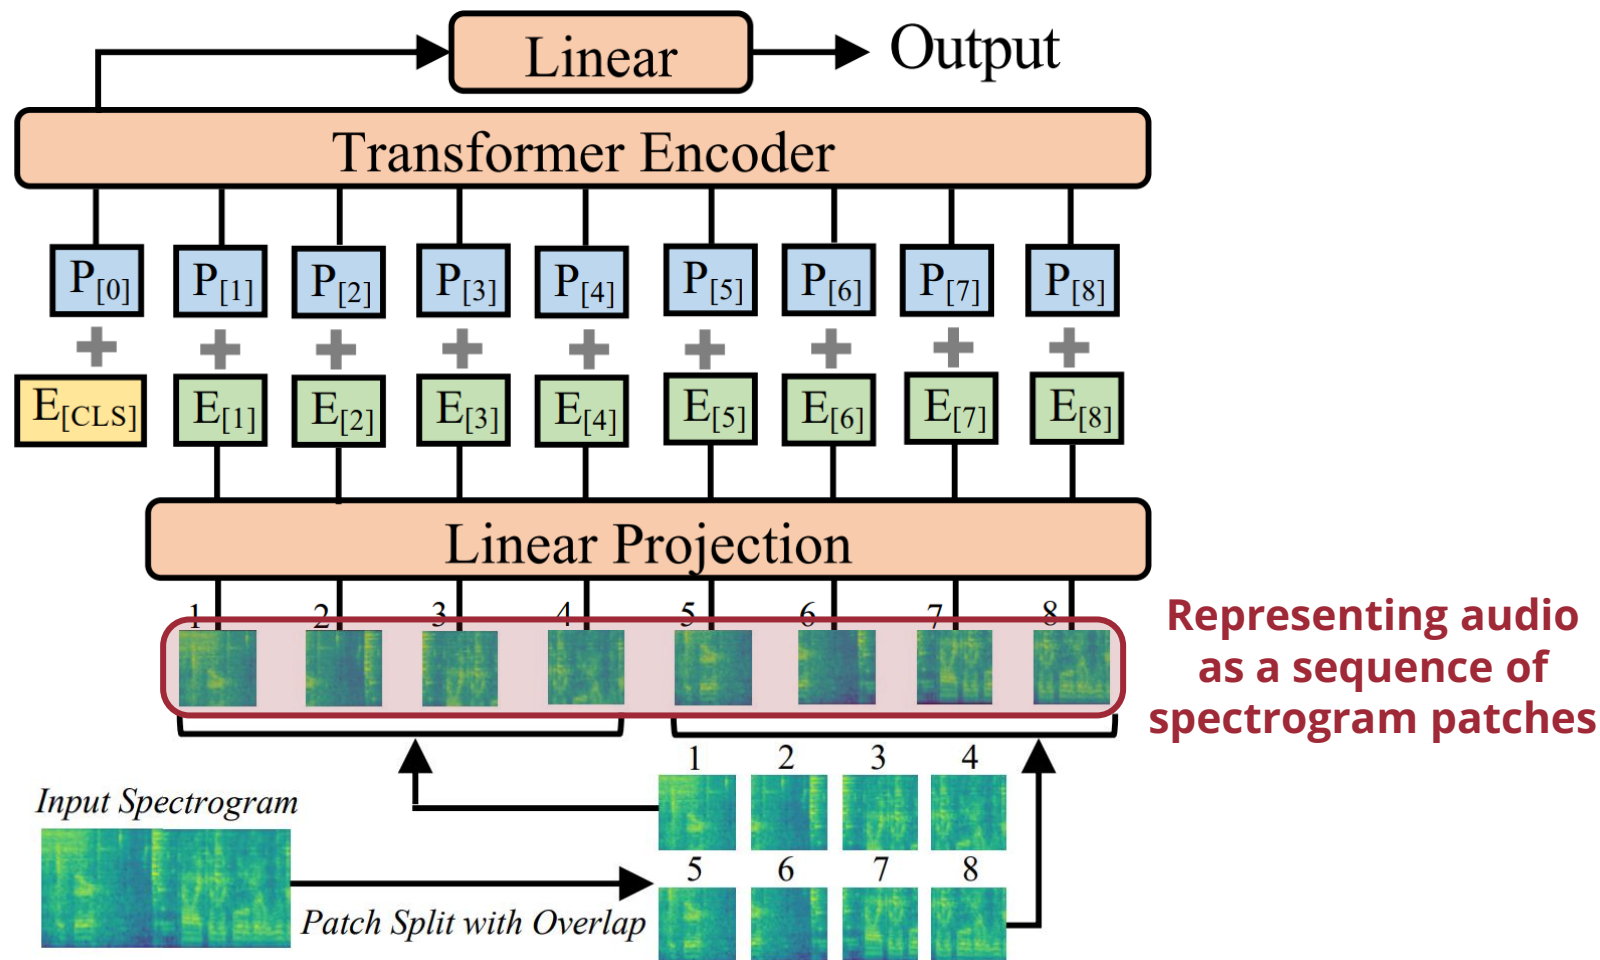 Linear
Output
Transformer Encoder
P[0] P[1] P[2] P[3] P[4] P[5] P[6] P[7] P[8]
E[CLS] E[1] E[2] E[3] E[4] E[5] E[6] E[7] E[8]
Linear Projection
1 2 3 4 5 6 7 8
Representing audio
as a sequence of
spectrogram patches
1 2 3 4
Input Spectrogram
5 6 7 8
Patch Split with Overlap